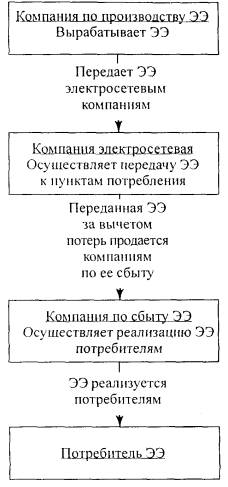 Компания по производству ЭЭ
Вырабатывает ЭЭ
Передает ЭЭ
электросетевым
компаниям
Компания электросетевая
Осуществляет передачу ЭЭ
к пунктам потребления
Переданная ЭЭ
за вычетом
потерь продается
компаниям
по ее сбыту
Компания по сбыту ЭЭ
Осуществляет реализацию ЭЭ
потребителям
ЭЭ реализуется
потребителям
Потребитель ЭЭ